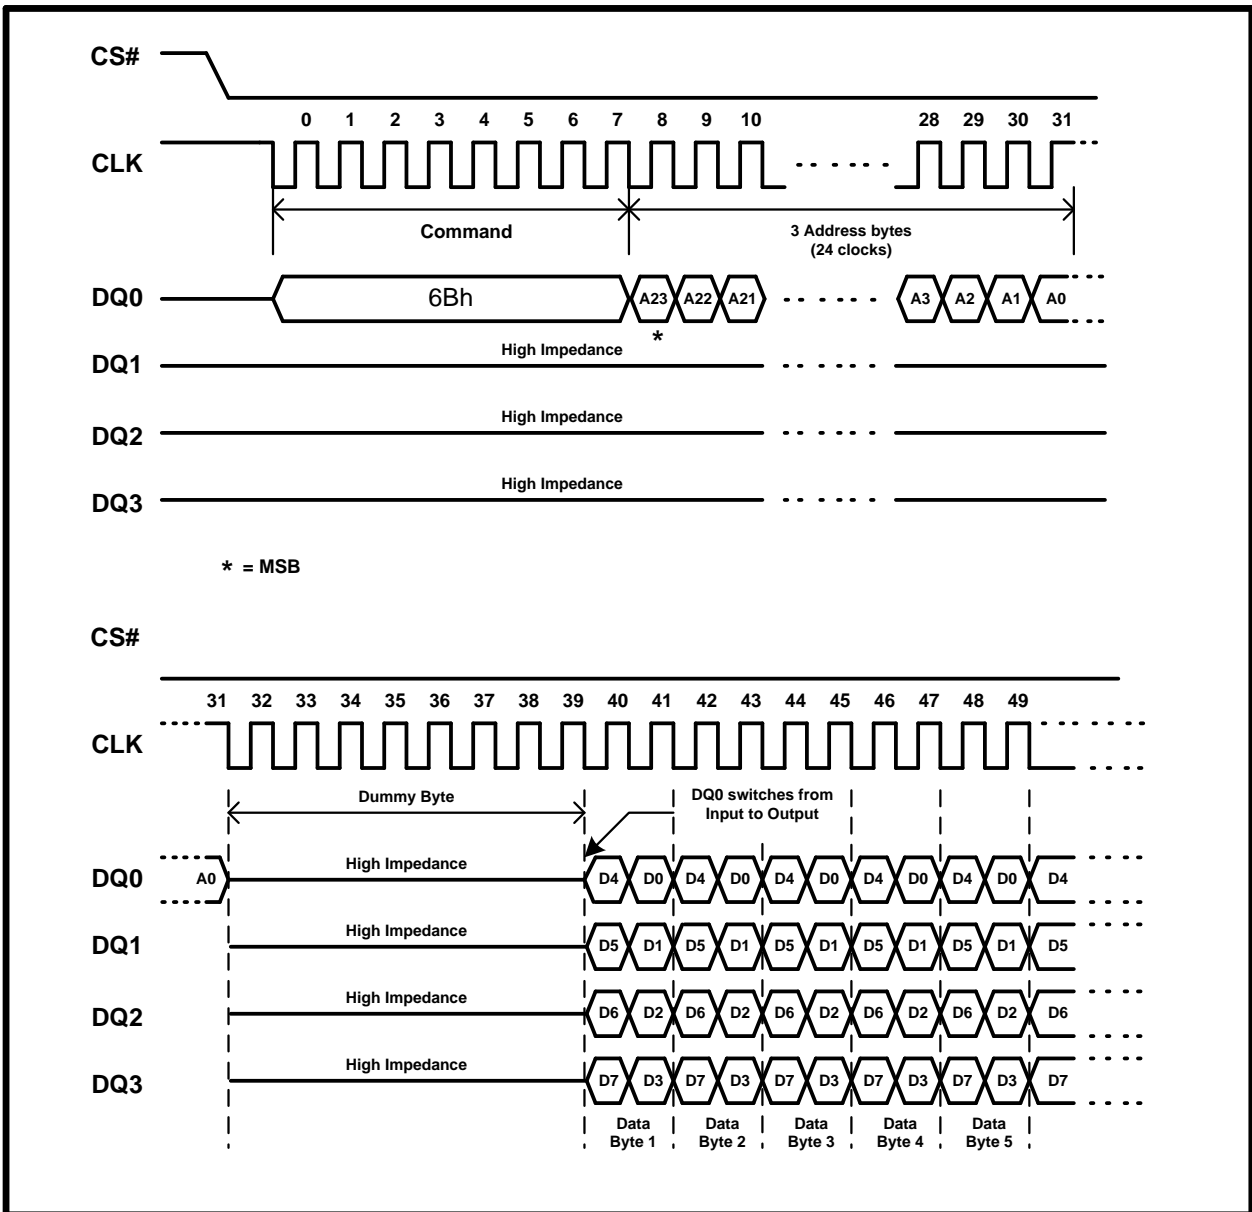 CS#
0 1 2 3 4 5 6 7 8 9 10 28 29 30 31
CLK
Command
3 Address bytes
(24 clocks)
DQ0 6Bh A23 A22 A21 A3 A2 A1 A0
*
High Impedance
DQ1
High Impedance
DQ2
High Impedance
DQ3
* = MSB
CS#
31 32 33 34 35 36 37 38 39 40 41 42 43 44 45 46 47 48 49
CLK
Dummy Byte
DQ0 switches from
Input to Output
DQ0 A0 High Impedance D4 D0 D4 D0 D4 D0 D4 D0 D4 D0 D4
DQ1 High Impedance D5 D1 D5 D1 D5 D1 D5 D1 D5 D1 D5
DQ2 High Impedance D6 D2 D6 D2 D6 D2 D6 D2 D6 D2 D6
DQ3 High Impedance D7 D3 D7 D3 D7 D3 D7 D3 D7 D3 D7
Data Data Data Data Data
Byte 1 Byte 2 Byte 3 Byte 4 Byte 5